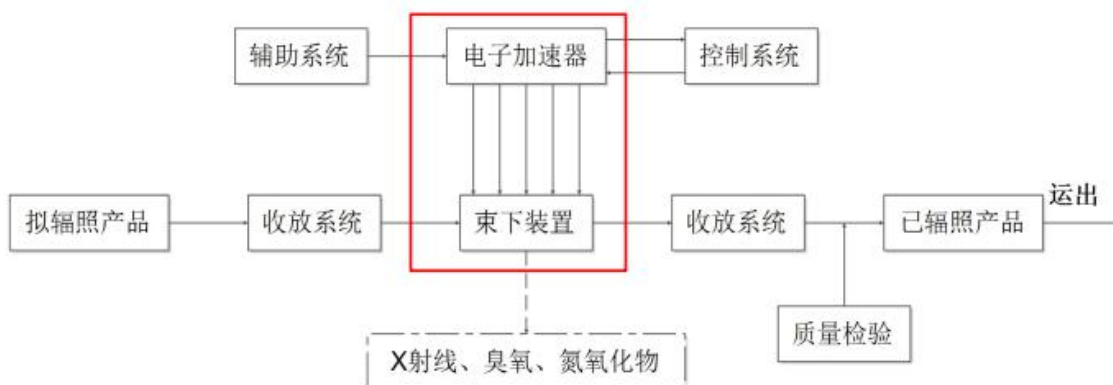 辅助系统
电子加速器
控制系统
拟辐照产品
收放系统
束下装置
收放系统
已辐照产品
运出
质量检验
X射线、臭氧、氮氧化物